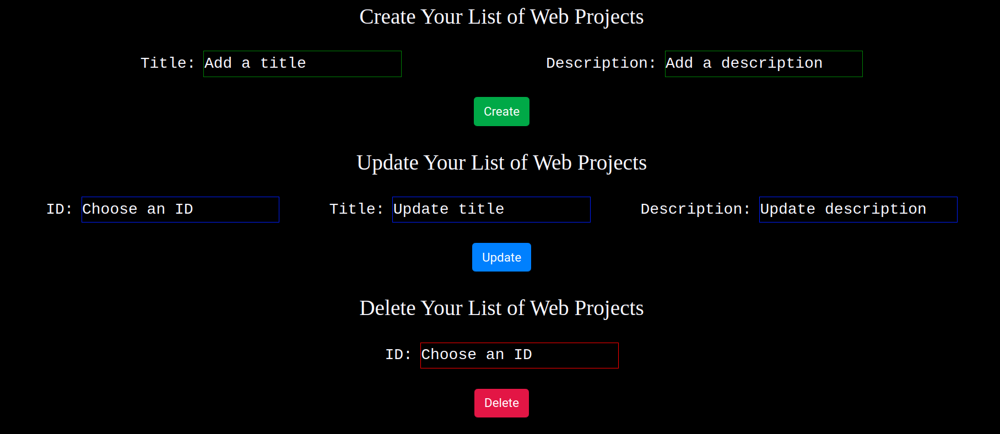 Create Your List of Web Projects
Title: Add a title Description: Add a description
Create
Update Your List of Web Projects
ID: Choose an ID Title: Update title Description: Update description
Update
Delete Your List of Web Projects
ID: Choose an ID
Delete